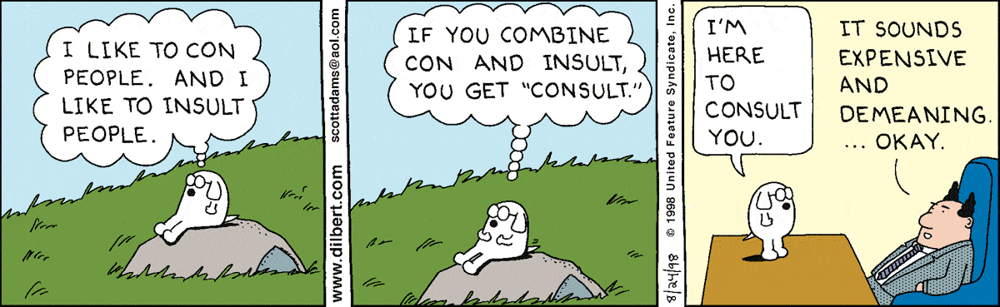 I LIKE TO CON
PEOPLE. AND I
LIKE TO INSULT
PEOPLE.
www.dilbert.com
scottadams@aol.com
IF YOU COMBINE
CON AND INSULT,
YOU GET "CONSULT."
8/24/98
© 1998 United Feature Syndicate, Inc.
I'M
HERE
TO
CONSULT
YOU.
IT SOUNDS
EXPENSIVE
AND
DEMEANING.
... OKAY.